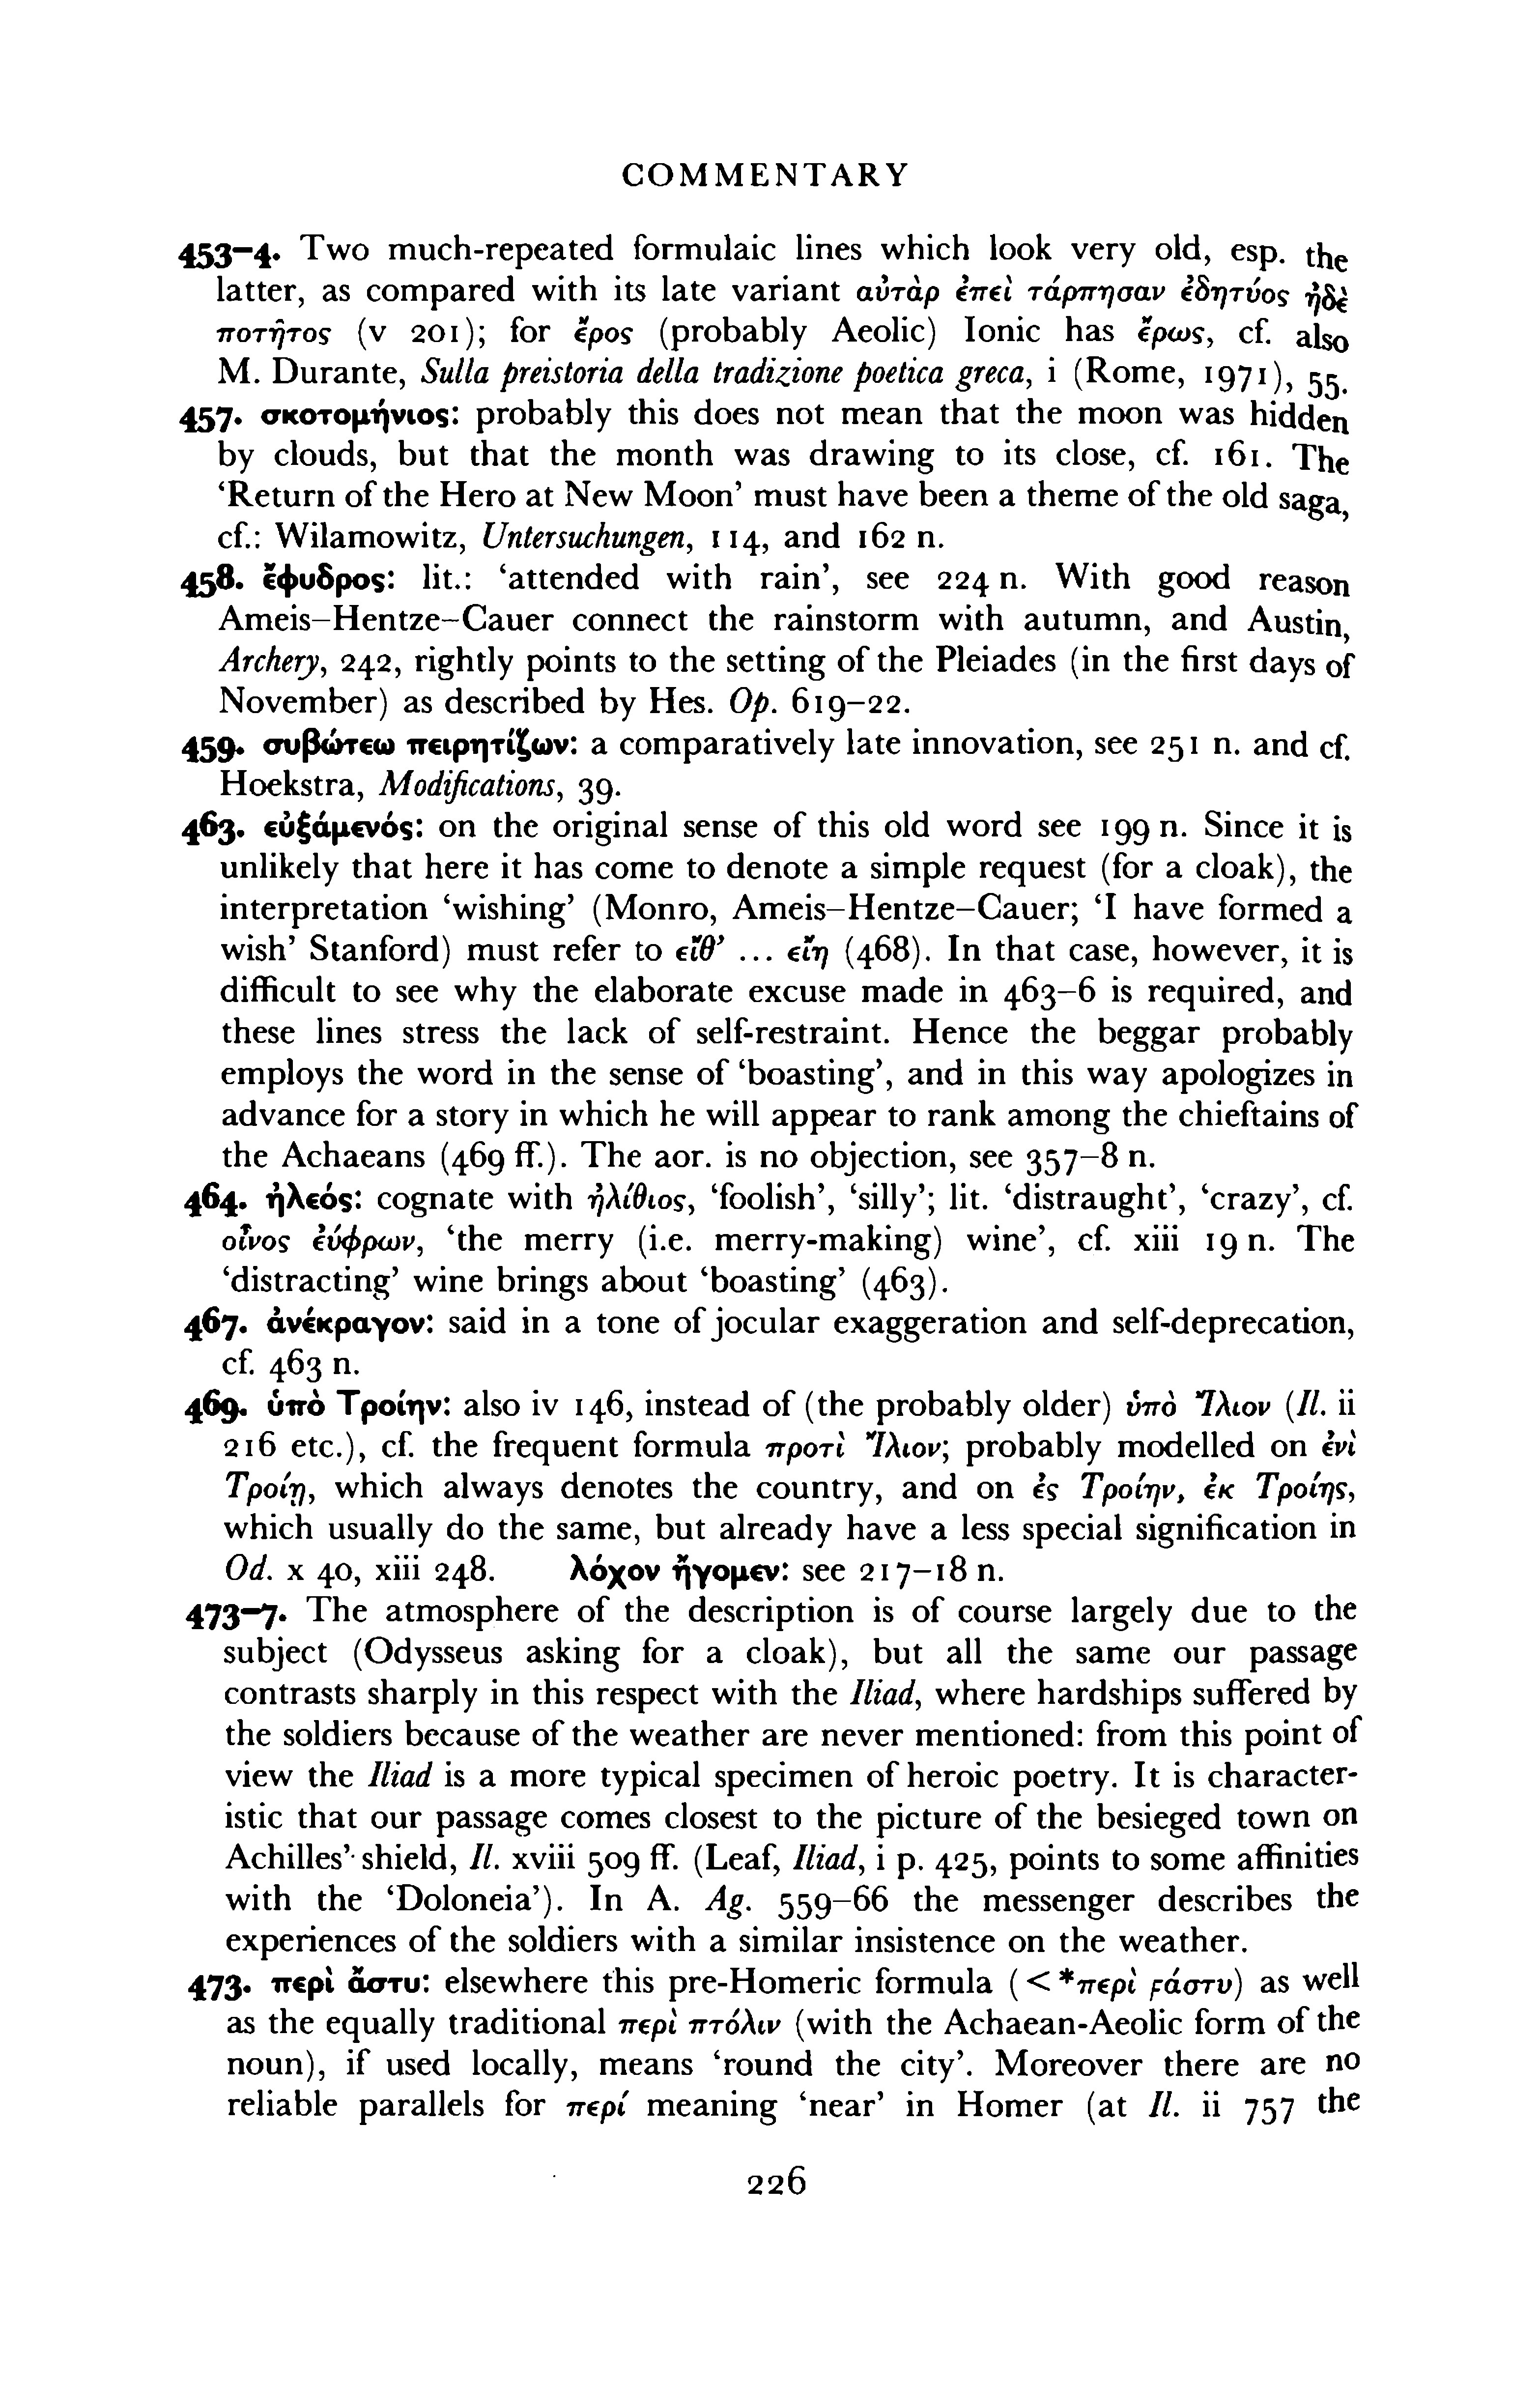 COMMENTARY
453–4. Two much-repeated formulaic lines which look very old, esp. the
latter, as compared with its late variant αὐτὰρ ἐπεὶ τάρπησαν ἐδητύος ἠδὲ
ποτῆτος (v 201); for ἔρος (probably Aeolic) Ionic has ἔρως, cf. also
M. Durante, Sulla preistoria della tradizione poetica greca, i (Rome, 1971), 55.
457. σκοτομήνιος: probably this does not mean that the moon was hidden
by clouds, but that the month was drawing to its close, cf. 161. The
‘Return of the Hero at New Moon’ must have been a theme of the old saga,
cf.: Wilamowitz, Untersuchungen, 114, and 162 n.
458. ἔφυδρος: lit.: ‘attended with rain’, see 224 n. With good reason
Ameis–Hentze–Cauer connect the rainstorm with autumn, and Austin,
Archery, 242, rightly points to the setting of the Pleiades (in the first days of
November) as described by Hes. Op. 619–22.
459. συβώτεω πειρητίζων: a comparatively late innovation, see 251 n. and cf.
Hoekstra, Modifications, 39.
463. εὐξάμενός: on the original sense of this old word see 199 n. Since it is
unlikely that here it has come to denote a simple request (for a cloak), the
interpretation ‘wishing’ (Monro, Ameis–Hentze–Cauer; ‘I have formed a
wish’ Stanford) must refer to εἴθ’ ... εἴη (468). In that case, however, it is
difficult to see why the elaborate excuse made in 463–6 is required, and
these lines stress the lack of self-restraint. Hence the beggar probably
employs the word in the sense of ‘boasting’, and in this way apologizes in
advance for a story in which he will appear to rank among the chieftains of
the Achaeans (469 ff.). The aor. is no objection, see 357–8 n.
464. ἠλεός: cognate with ἠλίθιος, ‘foolish’, ‘silly’; lit. ‘distraught’, ‘crazy’, cf.
οἶνος ἐύφρων, ‘the merry (i.e. merry-making) wine’, cf. xiii 19 n. The
‘distracting’ wine brings about ‘boasting’ (463).
467. ἀνέκραγον: said in a tone of jocular exaggeration and self-deprecation,
cf. 463 n.
469. ὑπὸ Τροίην: also iv 146, instead of (the probably older) ὑπὸ Ἴλιον (Il. ii
216 etc.), cf. the frequent formula προτὶ Ἴλιον; probably modelled on ἐνὶ
Τροίῃ, which always denotes the country, and on ἐς Τροίην, ἐκ Τροίης,
which usually do the same, but already have a less special signification in
Od. x 40, xiii 248. λόχον ἤγομεν: see 217–18 n.
473–7. The atmosphere of the description is of course largely due to the
subject (Odysseus asking for a cloak), but all the same our passage
contrasts sharply in this respect with the Iliad, where hardships suffered by
the soldiers because of the weather are never mentioned: from this point of
view the Iliad is a more typical specimen of heroic poetry. It is character-
istic that our passage comes closest to the picture of the besieged town on
Achilles’ shield, Il. xviii 509 ff. (Leaf, Iliad, i p. 425, points to some affinities
with the ‘Doloneia’). In A. Ag. 559–66 the messenger describes the
experiences of the soldiers with a similar insistence on the weather.
473. περὶ ἄστυ: elsewhere this pre-Homeric formula (< *περὶ ϝάστυ) as well
as the equally traditional περὶ πτόλιν (with the Achaean-Aeolic form of the
noun), if used locally, means ‘round the city’. Moreover there are no
reliable parallels for περί meaning ‘near’ in Homer (at Il. ii 757 the
226